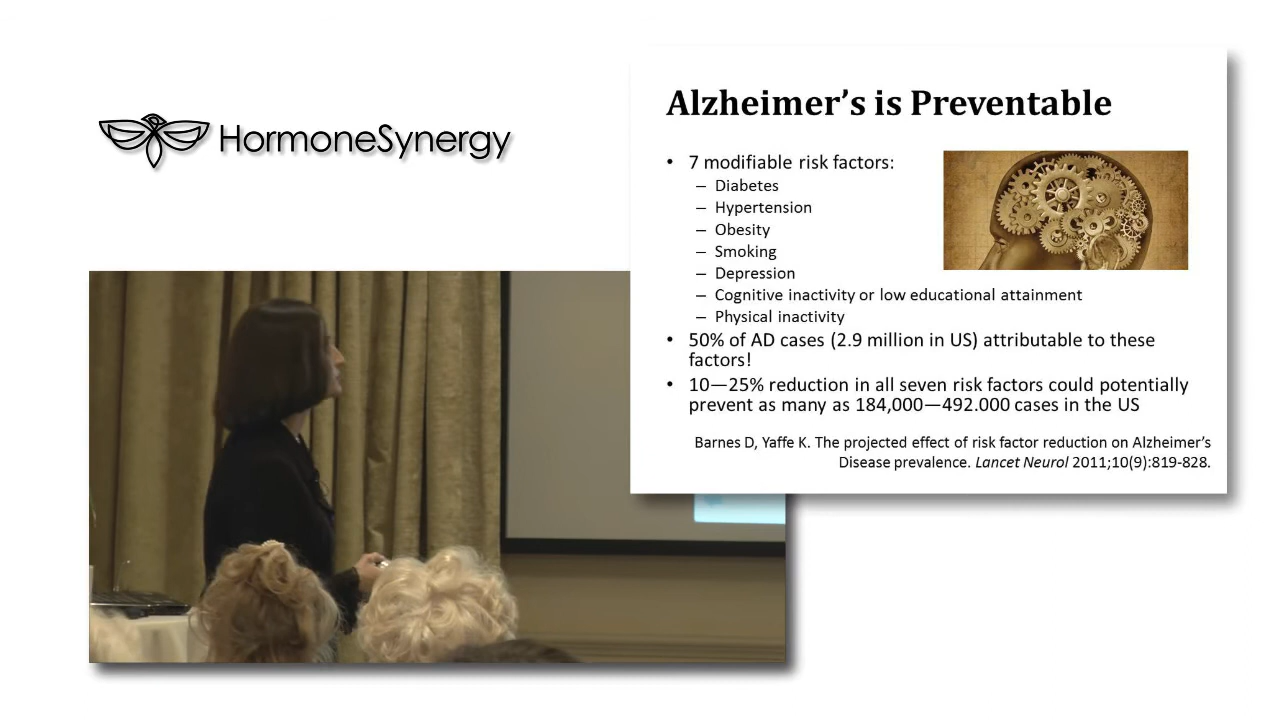 HormoneSynergy
Alzheimer’s is Preventable
• 7 modifiable risk factors:
– Diabetes
– Hypertension
– Obesity
– Smoking
– Depression
– Cognitive inactivity or low educational attainment
– Physical inactivity
• 50% of AD cases (2.9 million in US) attributable to these
factors!
• 10—25% reduction in all seven risk factors could potentially
prevent as many as 184,000—492.000 cases in the US
Barnes D, Yaffe K. The projected effect of risk factor reduction on Alzheimer’s
Disease prevalence. Lancet Neurol 2011;10(9):819-828.